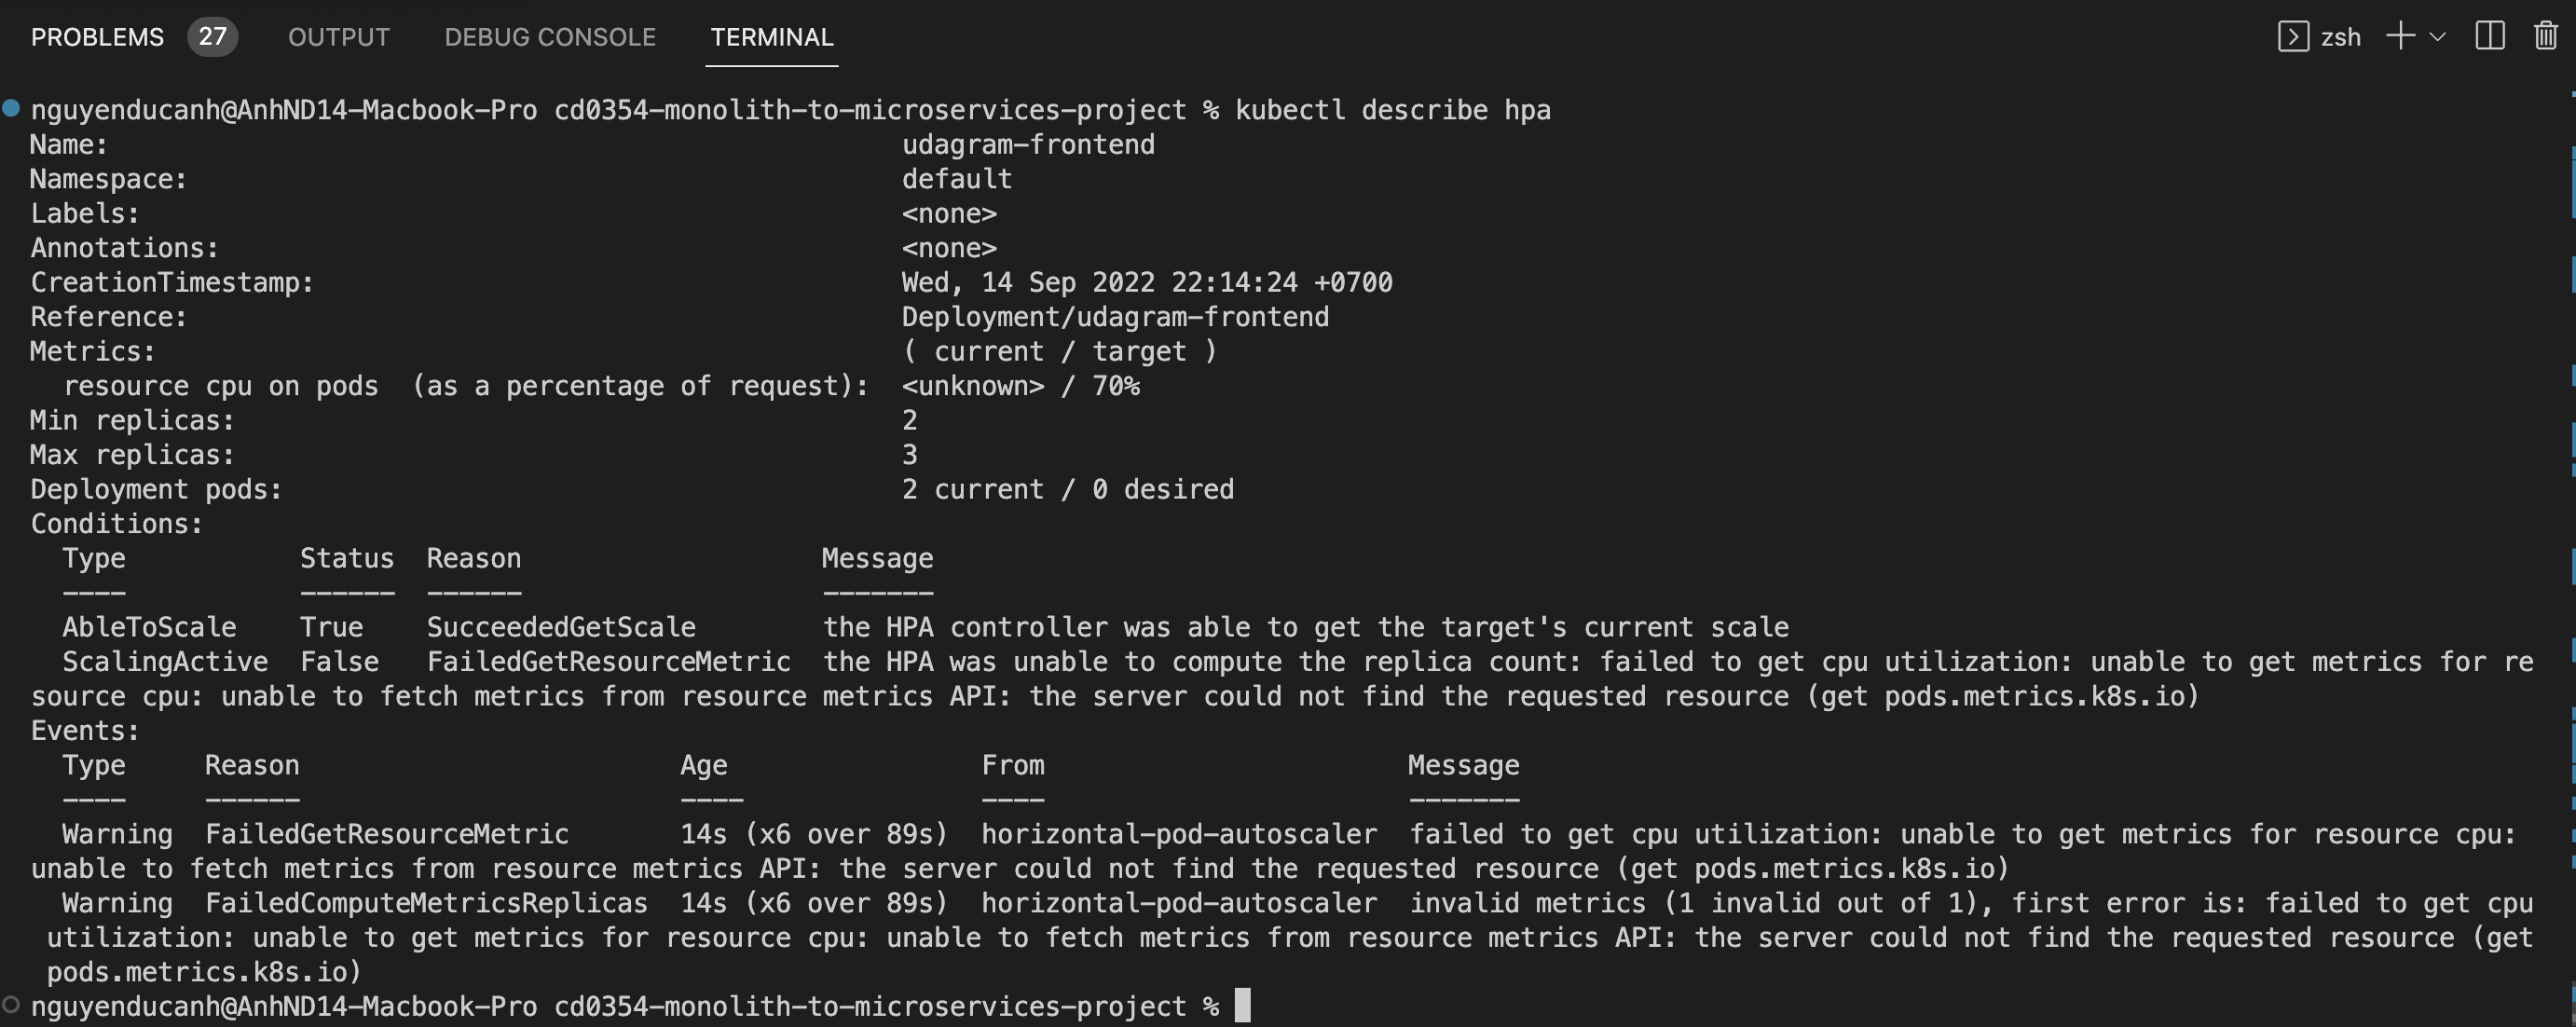 PROBLEMS 27 OUTPUT DEBUG CONSOLE TERMINAL zsh
nguyenducanh@AnhND14-Macbook-Pro cd0354-monolith-to-microservices-project % kubectl describe hpa
Name: udagram-frontend
Namespace: default
Labels: <none>
Annotations: <none>
CreationTimestamp: Wed, 14 Sep 2022 22:14:24 +0700
Reference: Deployment/udagram-frontend
Metrics: ( current / target )
  resource cpu on pods  (as a percentage of request):  <unknown> / 70%
Min replicas: 2
Max replicas: 3
Deployment pods: 2 current / 0 desired
Conditions:
  Type           Status  Reason                   Message
  ----           ------  ------                   -------
  AbleToScale    True    SucceededGetScale        the HPA controller was able to get the target's current scale
  ScalingActive  False   FailedGetResourceMetric  the HPA was unable to compute the replica count: failed to get cpu utilization: unable to get metrics for re
source cpu: unable to fetch metrics from resource metrics API: the server could not find the requested resource (get pods.metrics.k8s.io)
Events:
  Type     Reason                        Age                From                       Message
  ----     ------                        ----               ----                       -------
  Warning  FailedGetResourceMetric       14s (x6 over 89s)  horizontal-pod-autoscaler  failed to get cpu utilization: unable to get metrics for resource cpu:
unable to fetch metrics from resource metrics API: the server could not find the requested resource (get pods.metrics.k8s.io)
  Warning  FailedComputeMetricsReplicas  14s (x6 over 89s)  horizontal-pod-autoscaler  invalid metrics (1 invalid out of 1), first error is: failed to get cpu
 utilization: unable to get metrics for resource cpu: unable to fetch metrics from resource metrics API: the server could not find the requested resource (get
 pods.metrics.k8s.io)
nguyenducanh@AnhND14-Macbook-Pro cd0354-monolith-to-microservices-project %